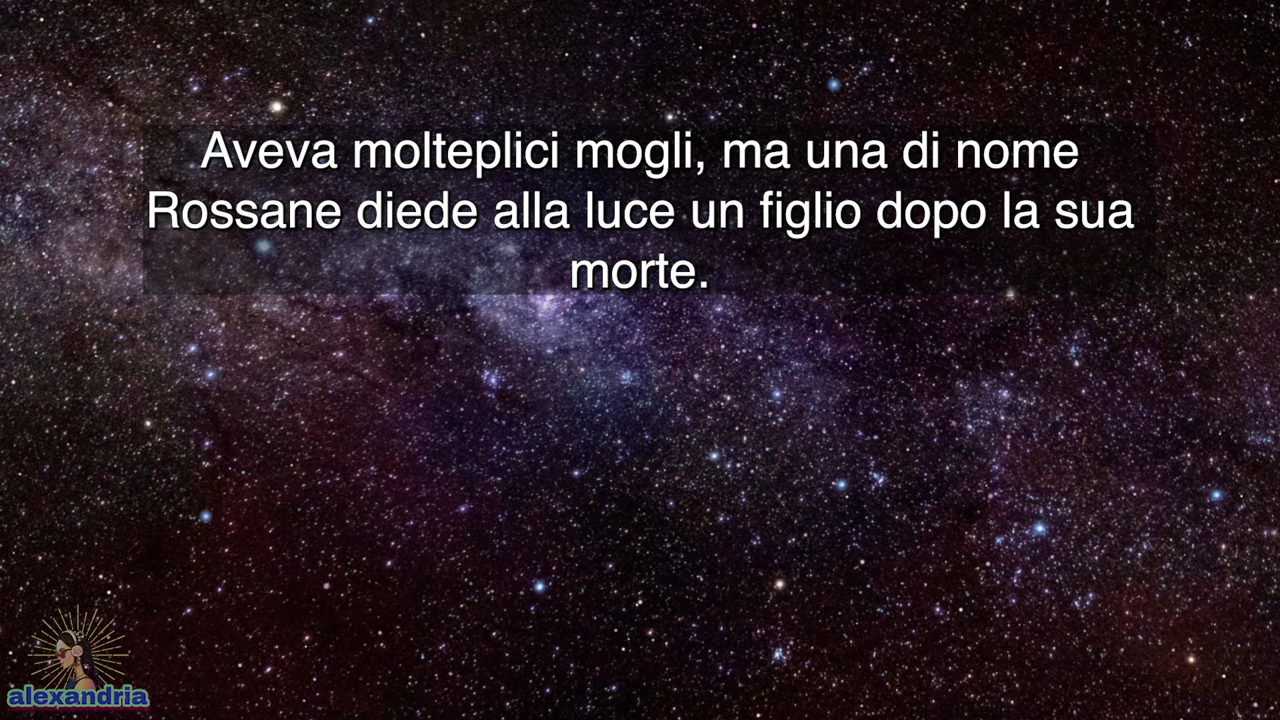 Aveva molteplici mogli, ma una di nome
Rossane diede alla luce un figlio dopo la sua
morte.
alexandria